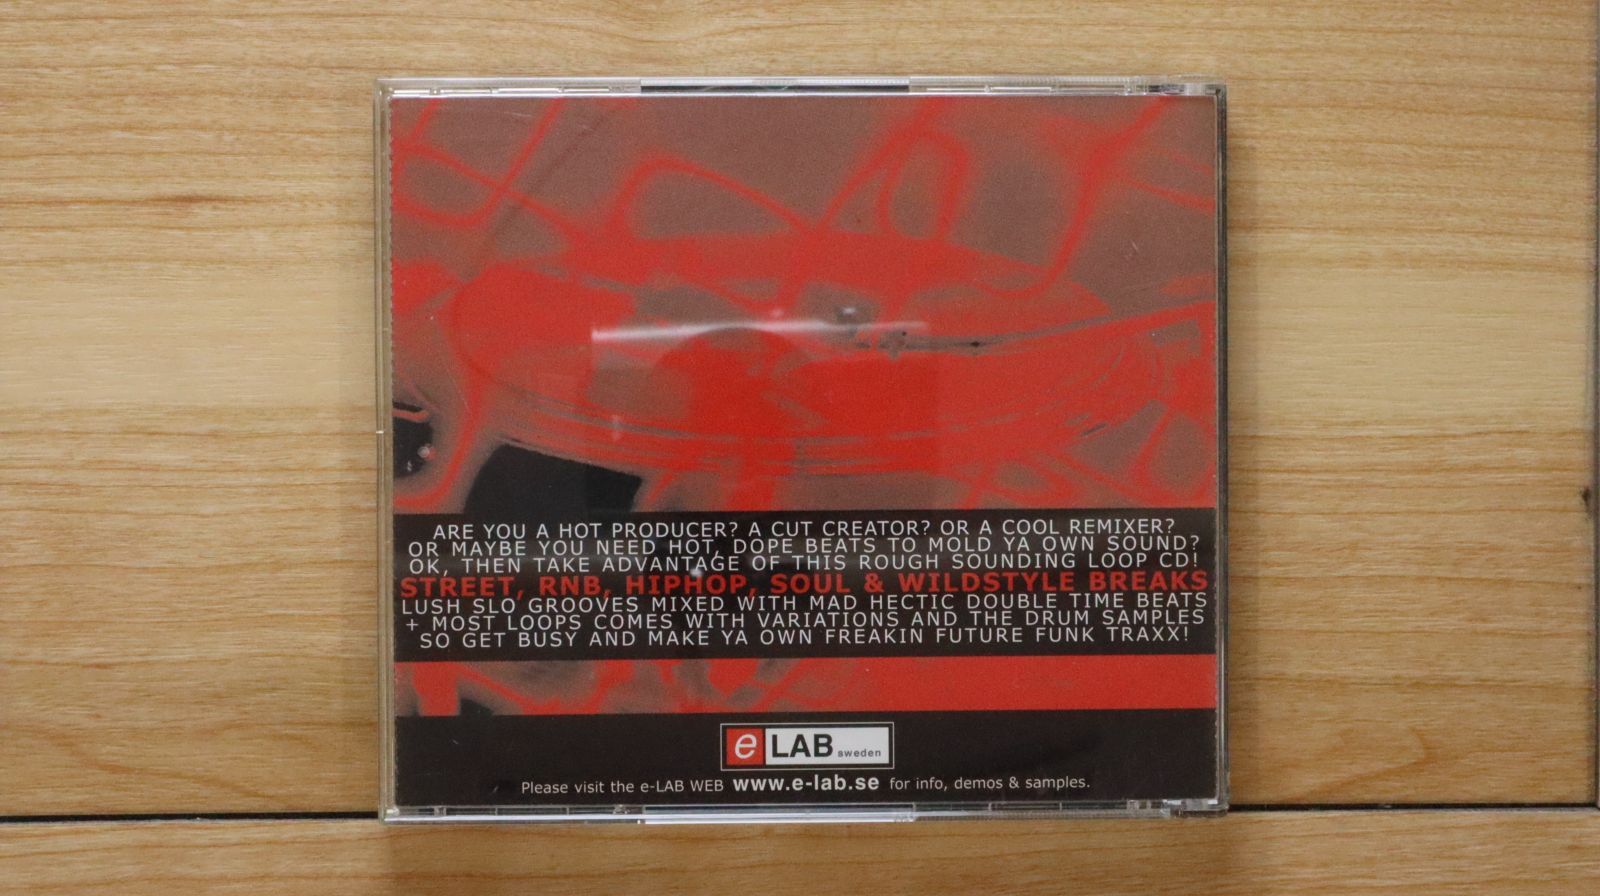 ARE YOU A HOT PRODUCER? A CUT CREATOR? OR A COOL REMIXER?
OR MAYBE YOU NEED HOT, DOPE BEATS TO MOLD YA OWN SOUND?
OK, THEN TAKE ADVANTAGE OF THIS ROUGH SOUNDING LOOP CD!
STREET, RNB, HIPHOP, SOUL & WILDSTYLE BREAKS
LUSH SLO GROOVES MIXED WITH MAD HECTIC DOUBLE TIME BEATS
+ MOST LOOPS COMES WITH VARIATIONS AND THE DRUM SAMPLES
SO GET BUSY AND MAKE YA OWN FREAKIN FUTURE FUNK TRAXX!
e LAB sweden
Please visit the e-LAB WEB www.e-lab.se for info, demos & samples.